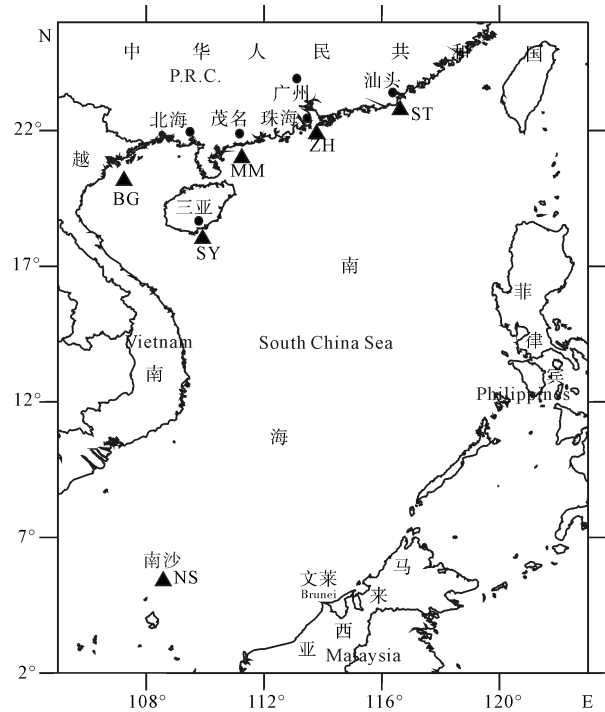 N
中 华 人 民 共 和 国
P.R.C.
广州
汕头
ST
北海 茂名 珠海
ZH
22°
越
MM
BG
三亚
SY
17°
南
菲
Vietnam
South China Sea
律
南
宾
Philippines
12°
海
7°
南沙
NS
文莱
Brunei
马
来
西
亚
Malaysia
2°
108° 112° 116° 120° E